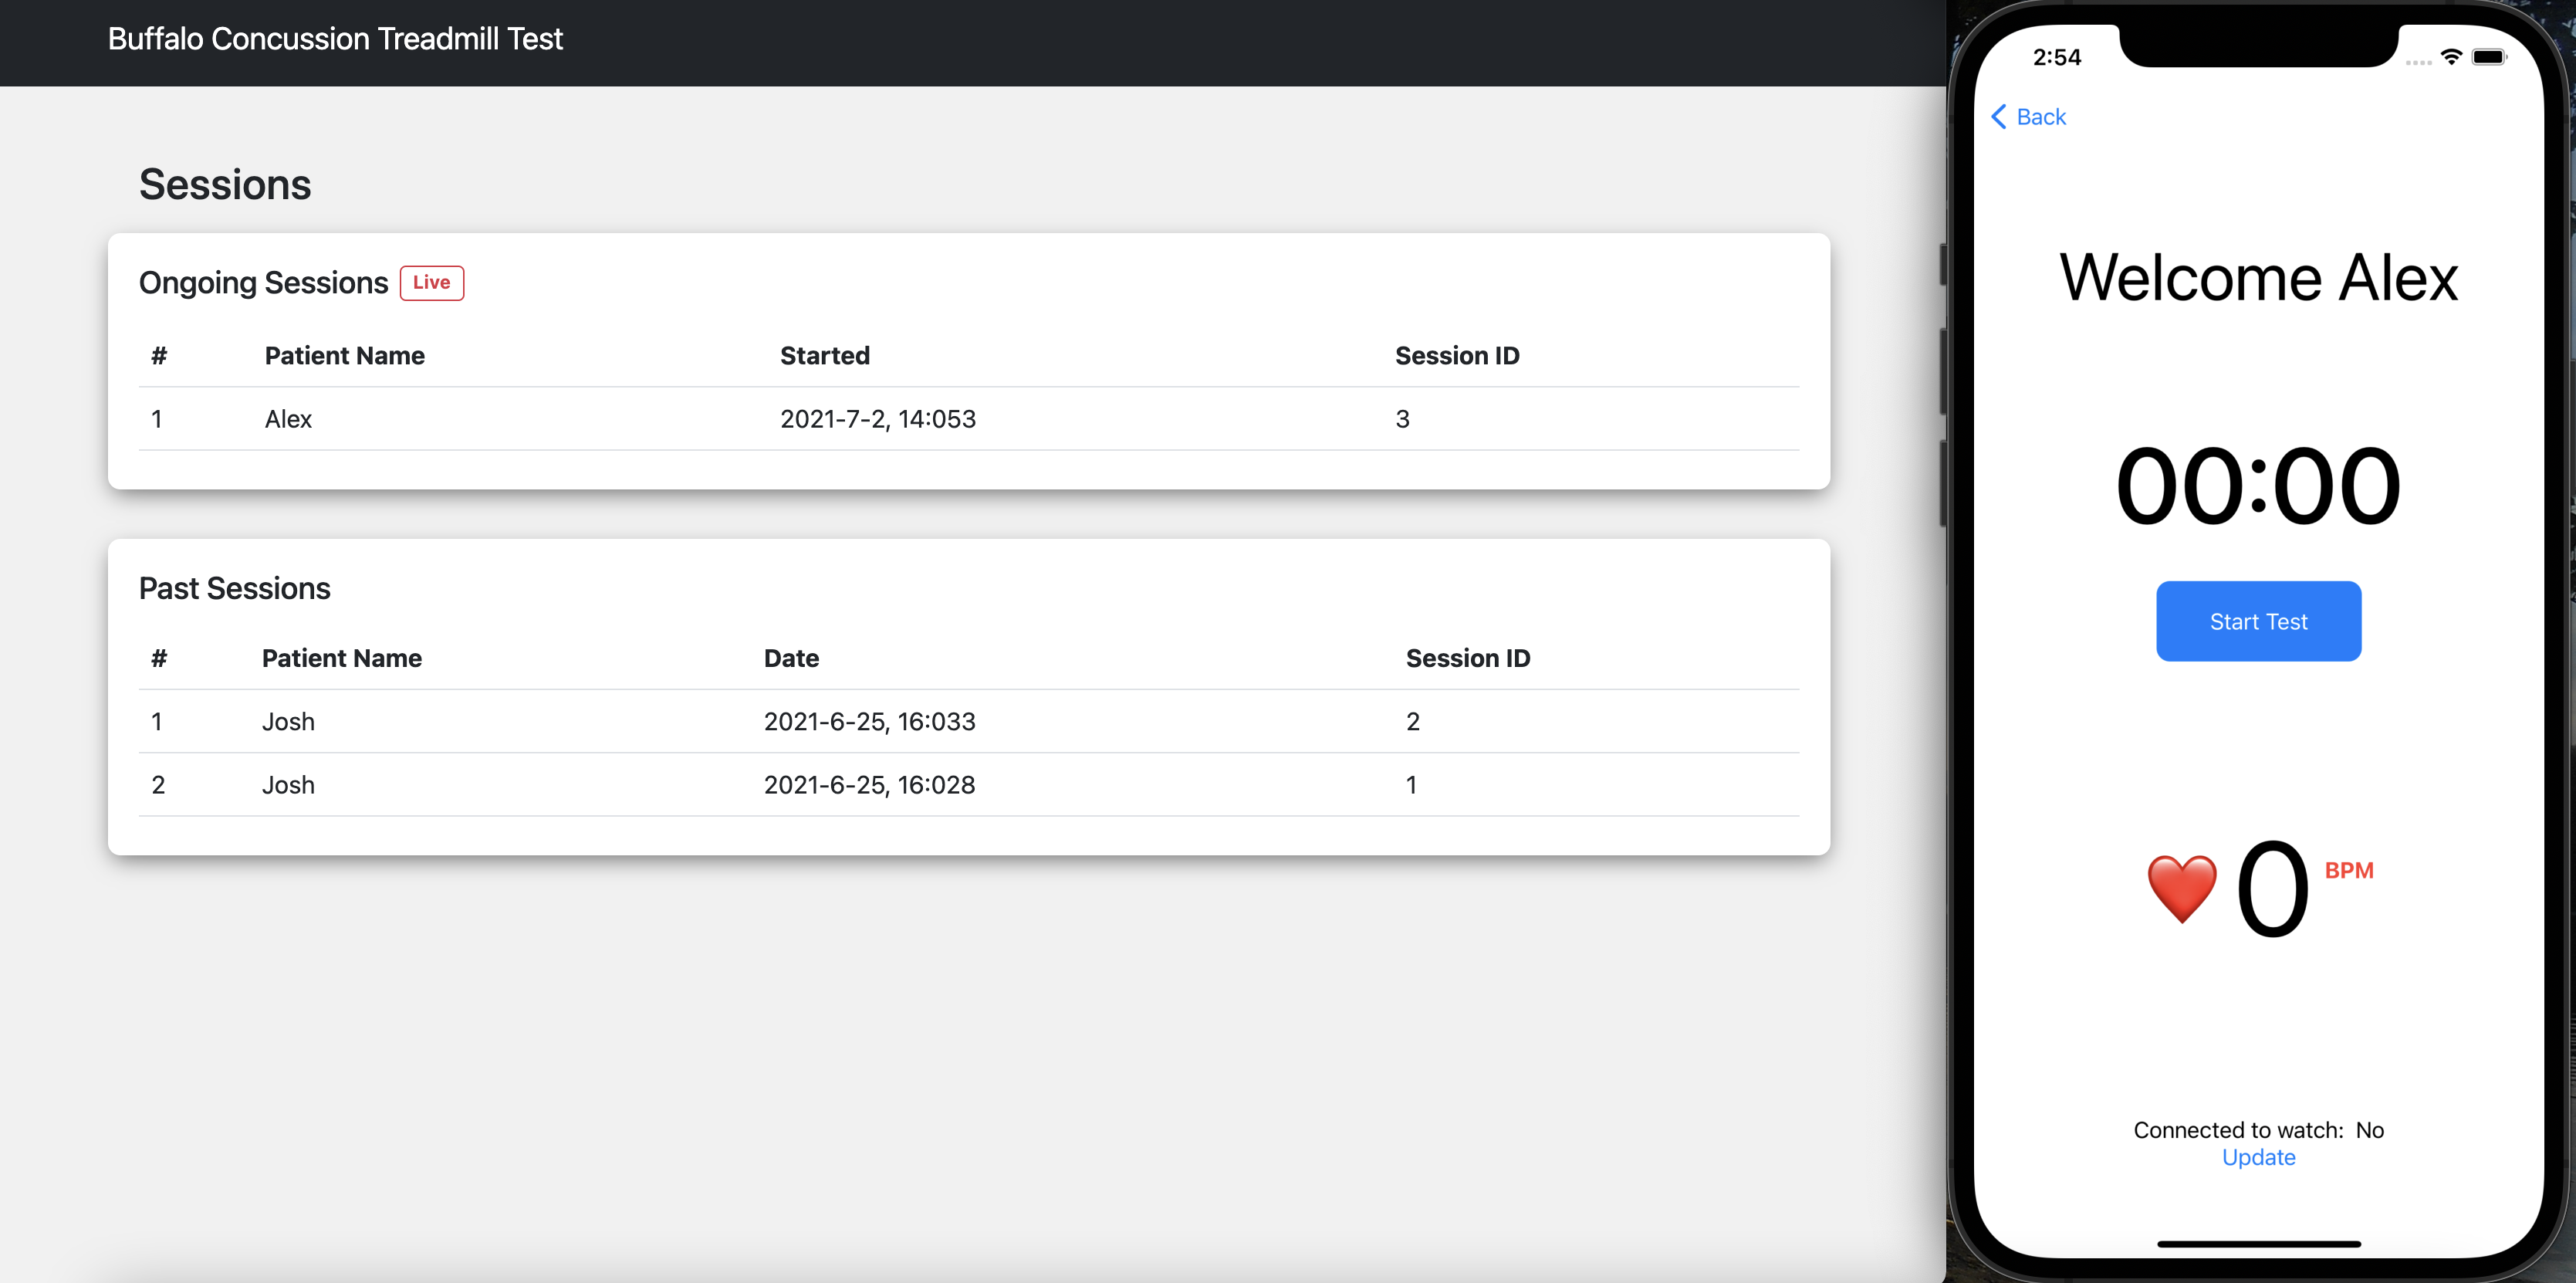 Buffalo Concussion Treadmill Test
Sessions
Ongoing Sessions Live
# Patient Name Started Session ID
1 Alex 2021-7-2, 14:053 3
Past Sessions
# Patient Name Date Session ID
1 Josh 2021-6-25, 16:033 2
2 Josh 2021-6-25, 16:028 1
2:54
Back
Welcome Alex
00:00
Start Test
0 BPM
Connected to watch: No
Update